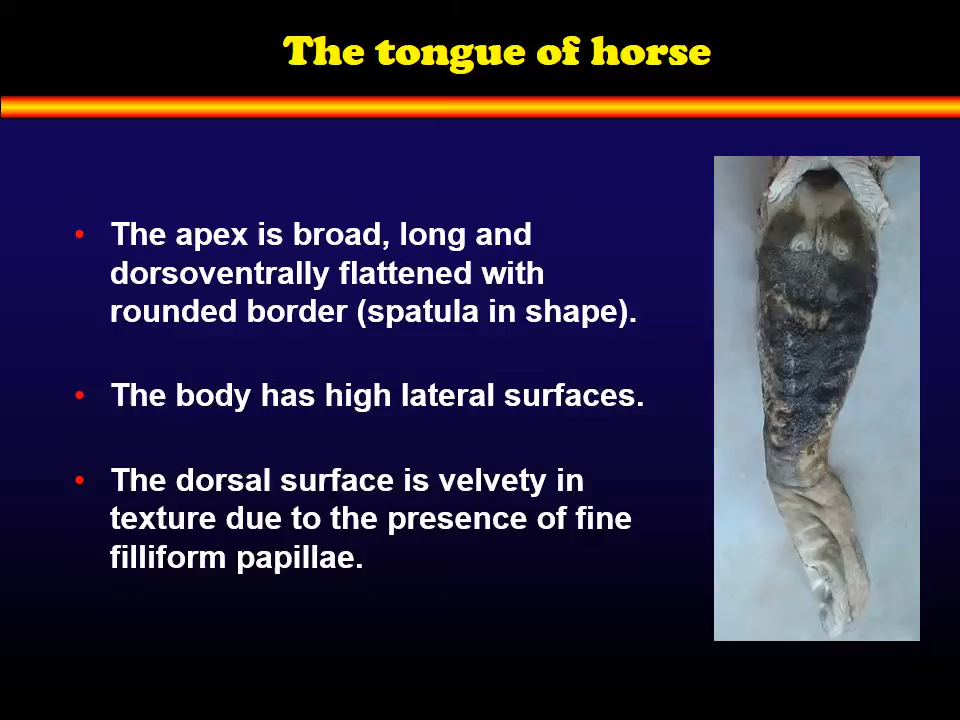 The tongue of horse
• The apex is broad, long and
dorsoventrally flattened with
rounded border (spatula in shape).
• The body has high lateral surfaces.
• The dorsal surface is velvety in
texture due to the presence of fine
filliform papillae.